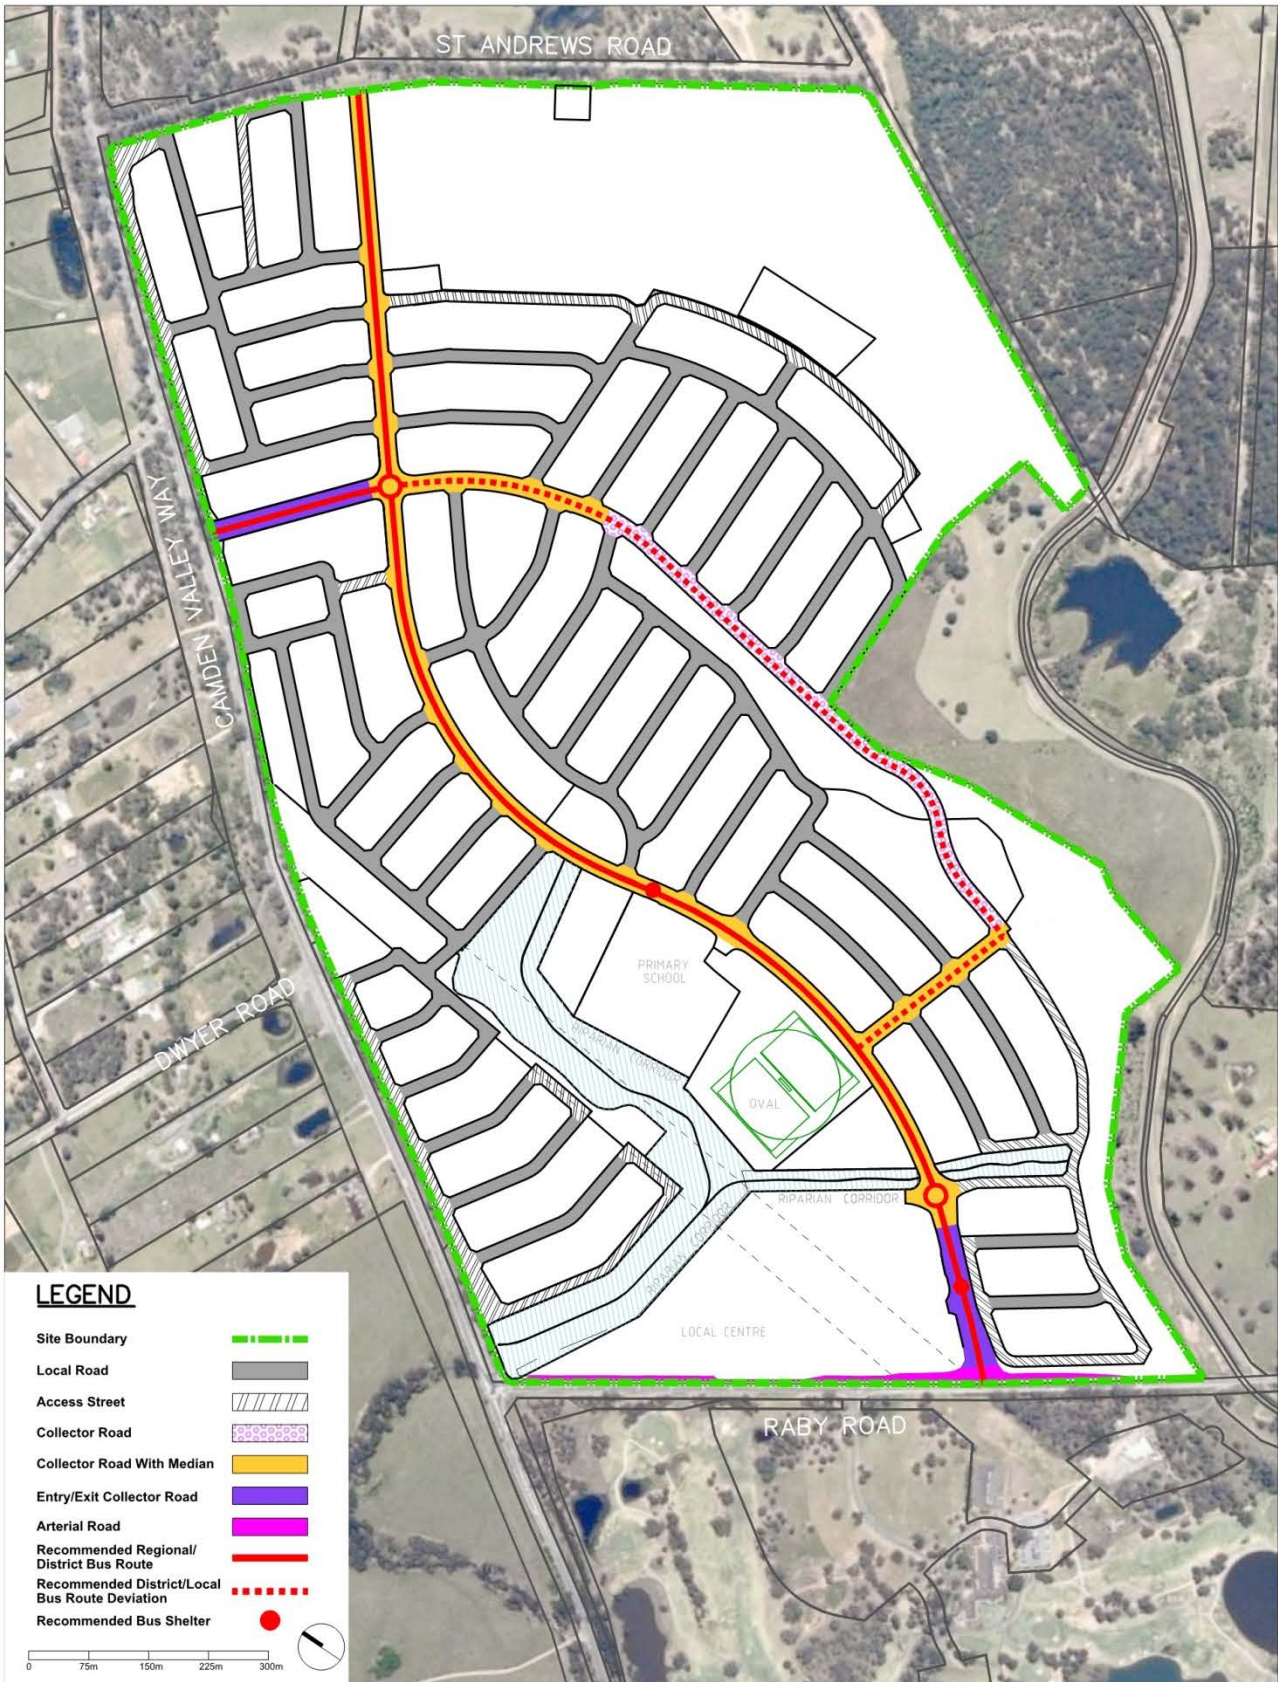 ST ANDREWS ROAD
CAMDEN VALLEY WAY
DWYER ROAD
PRIMARY
SCHOOL
RIPARIAN CORRIDOR
OVAL
RIPARIAN CORRIDOR
RIPARIAN CORRIDOR
LOCAL CENTRE
RABY ROAD
LEGEND
Site Boundary
Local Road
Access Street
Collector Road
Collector Road With Median
Entry/Exit Collector Road
Arterial Road
Recommended Regional/
District Bus Route
Recommended District/Local
Bus Route Deviation
Recommended Bus Shelter
0 75m 150m 225m 300m